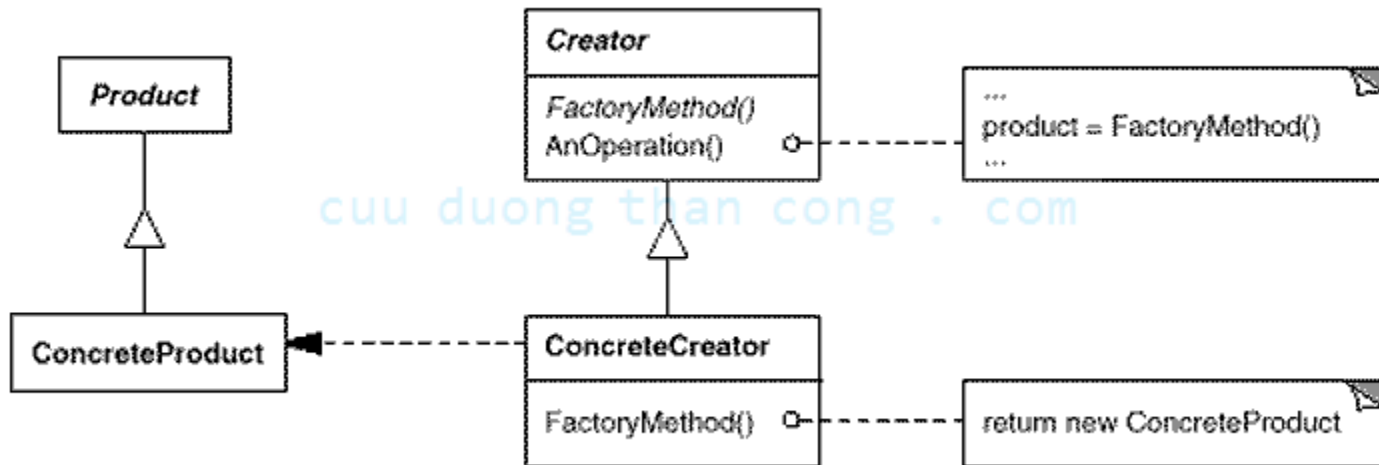 Product
ConcreteProduct
Creator
FactoryMethod()
AnOperation()
...
product = FactoryMethod()
...
cuu duong than cong . com
ConcreteCreator
FactoryMethod()
return new ConcreteProduct